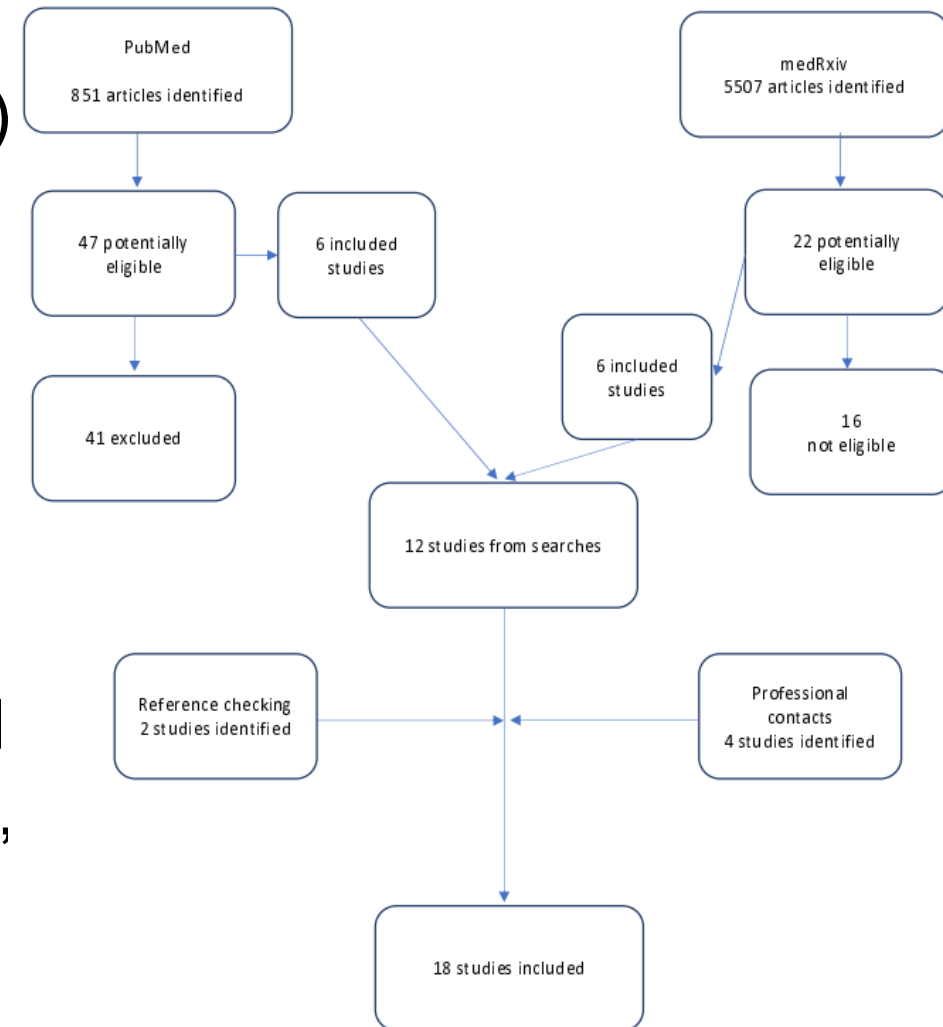 PubMed
851 articles identified
medRxiv
5507 articles identified
)
47 potentially
eligible
6 included
studies
22 potentially
eligible
6 included
studies
41 excluded
16
not eligible
12 studies from searches
Reference checking
2 studies identified
Professional
contacts
4 studies identified
,
18 studies included